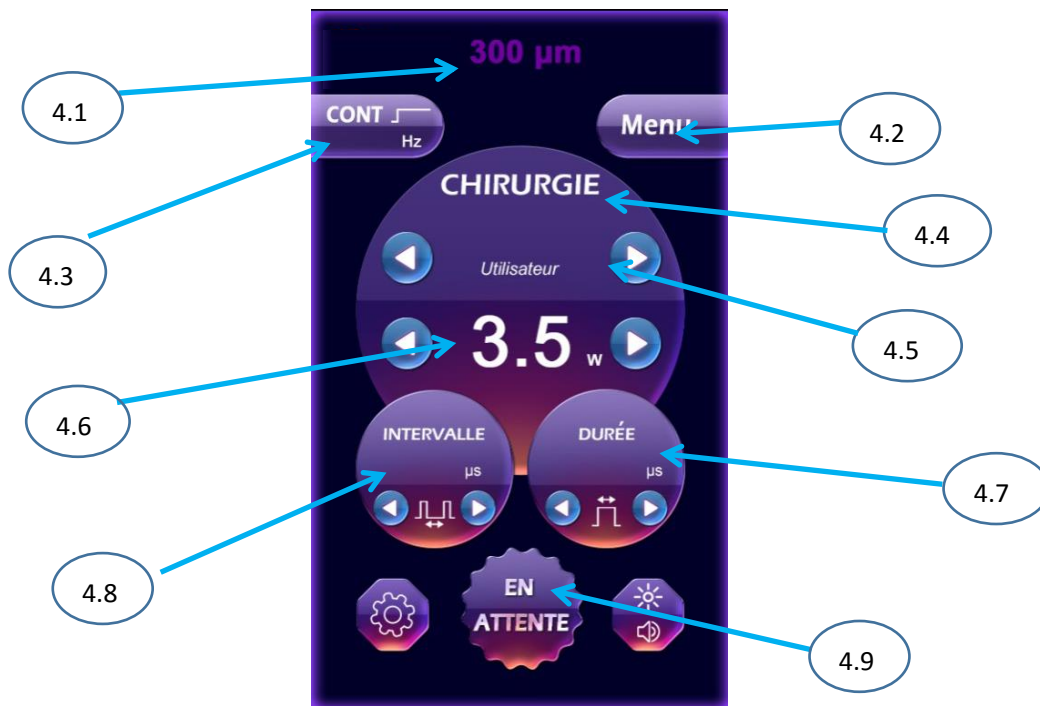 300 µm
4.1
CONT
Hz
Menu
4.2
CHIRURGIE
4.3
4.4
Utilisateur
3.5 w
4.5
4.6
INTERVALLE
µs
DURÉE
µs
4.7
4.8
EN
ATTENTE
4.9